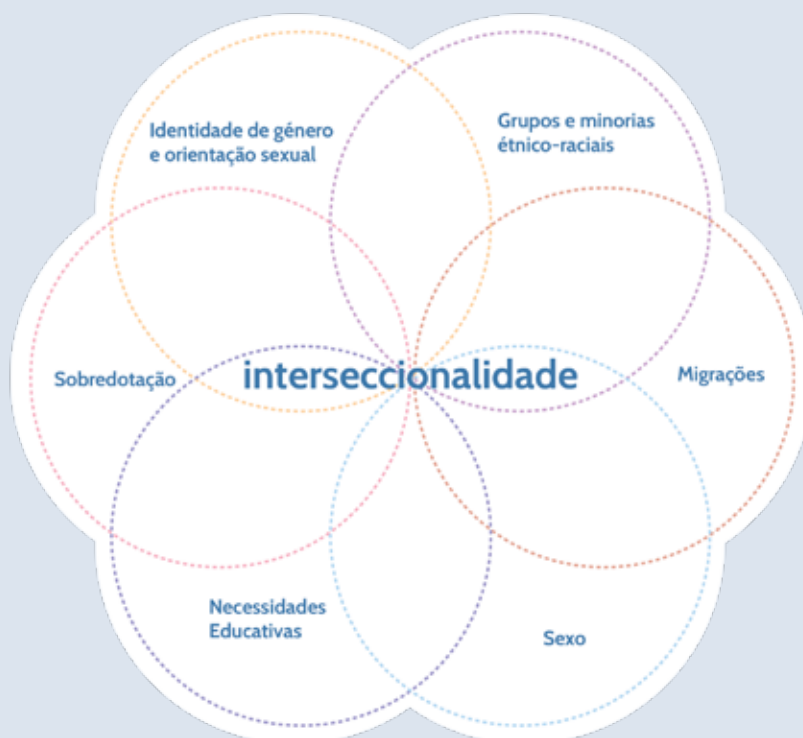 Identidade de género
e orientação sexual
Grupos e minorias
étnico-raciais
Sobredotação
interseccionalidade
Migrações
Necessidades
Educativas
Sexo